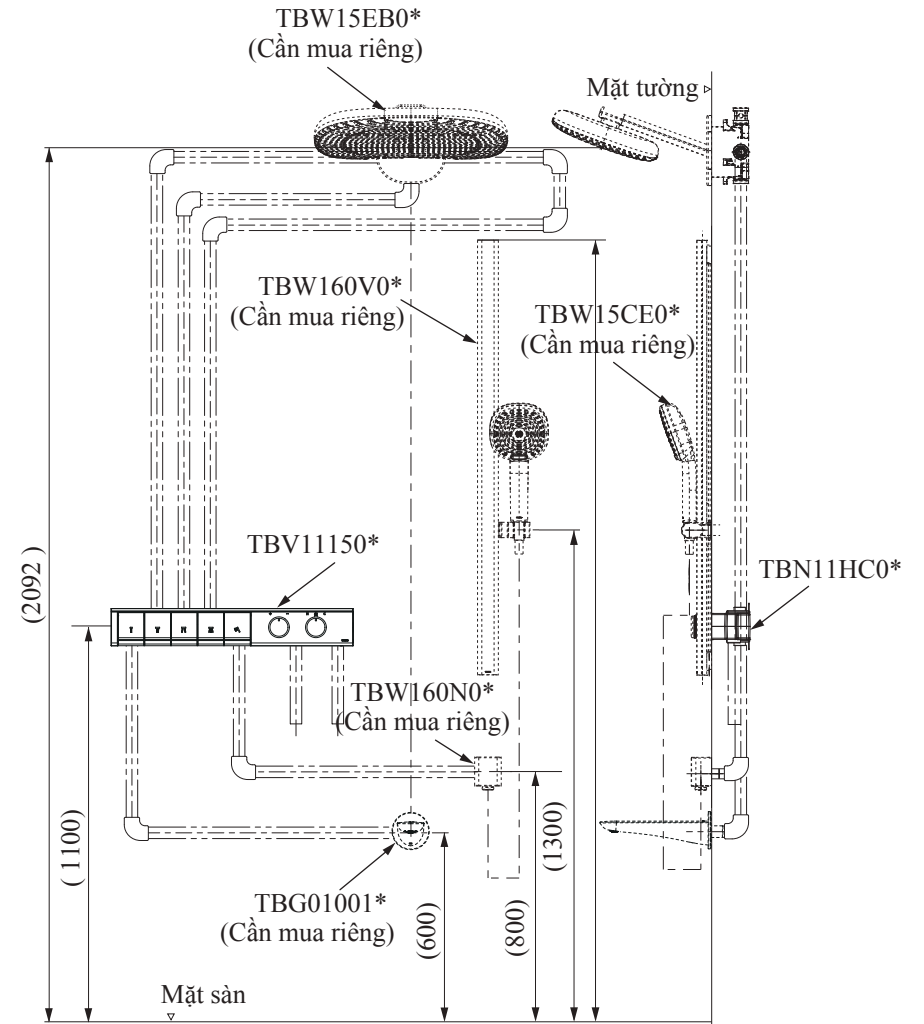 TBW15EB0*
(Cần mua riêng)
Mặt tường
TBW160V0*
(Cần mua riêng)
TBW15CE0*
(Cần mua riêng)
TBV11150*
TBN11HC0*
(2092 )
TBW160N0*
(Cần mua riêng)
( 1100)
(1300)
TBG01001*
(Cần mua riêng)
(600)
(800)
Mặt sàn